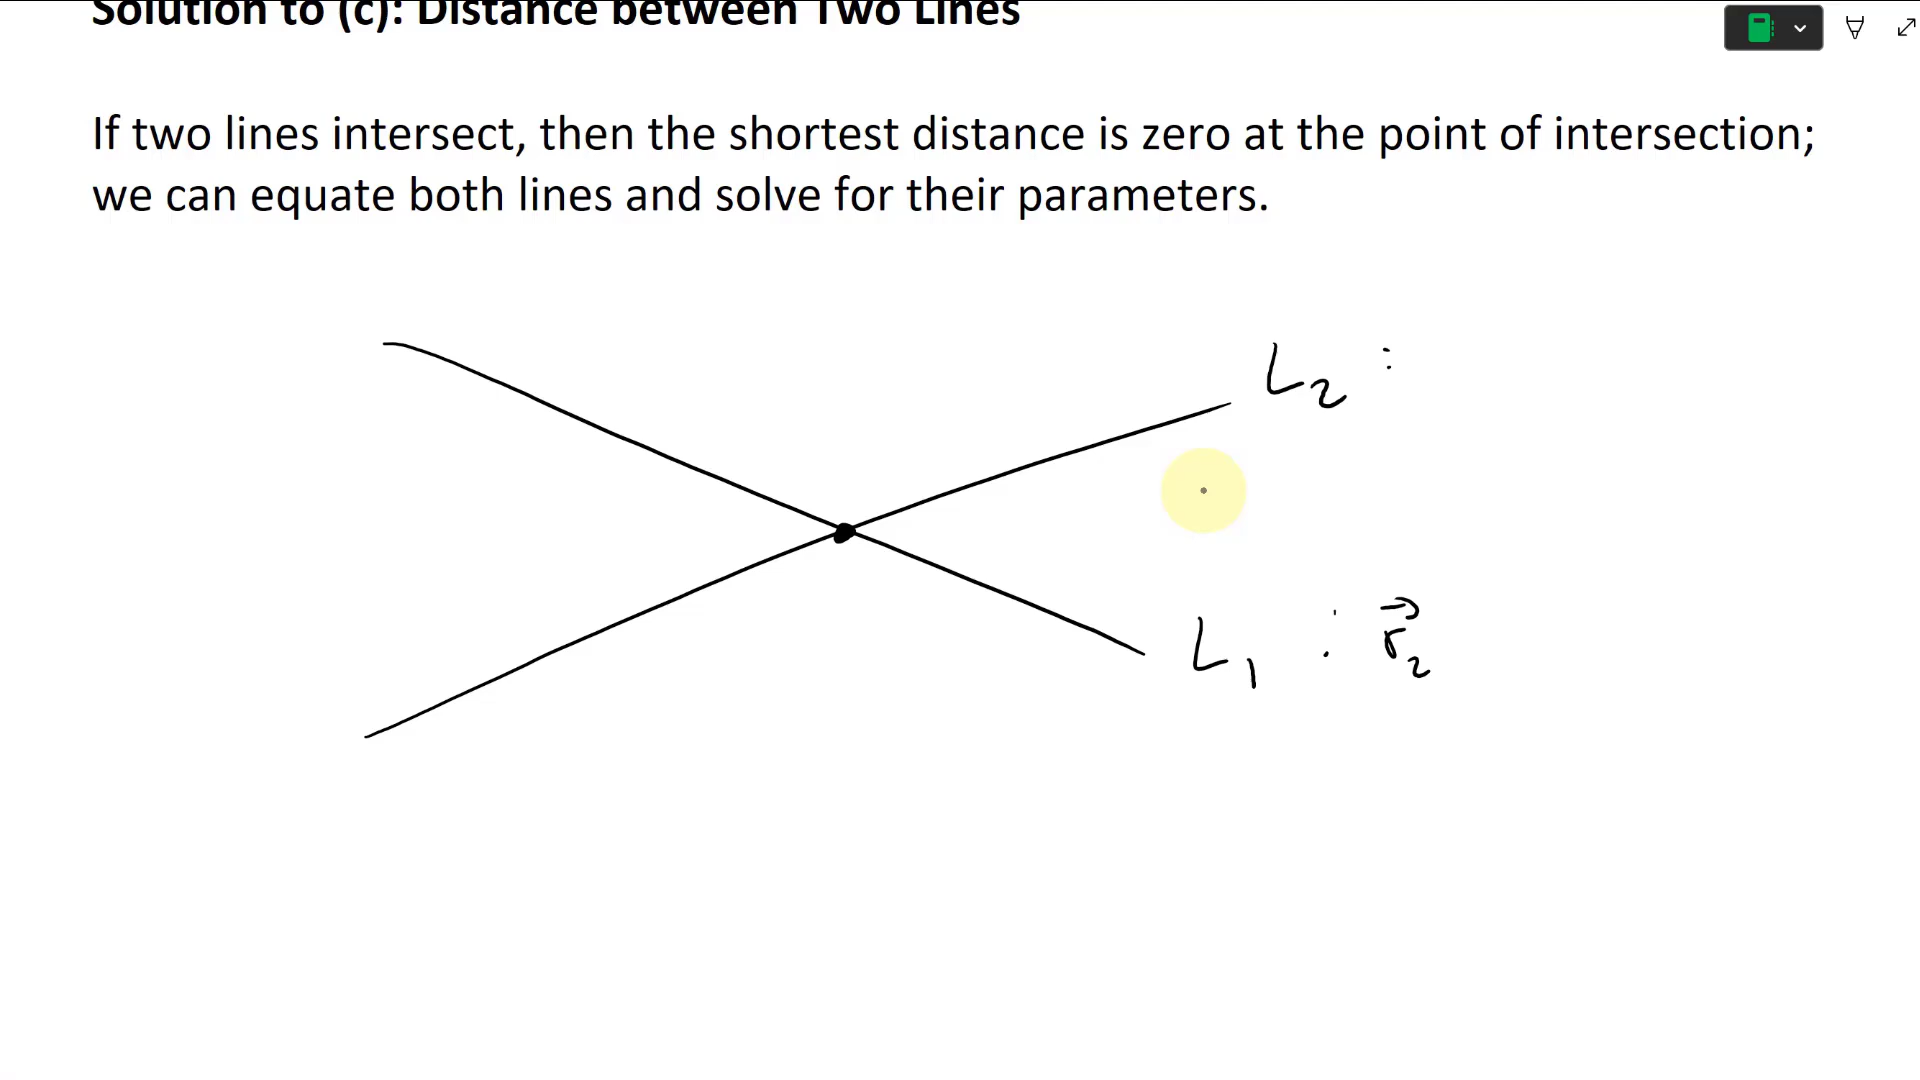 Solution to (c): Distance between Two Lines
If two lines intersect, then the shortest distance is zero at the point of intersection;
we can equate both lines and solve for their parameters.
L₂ :
L₁ : r⃗₂